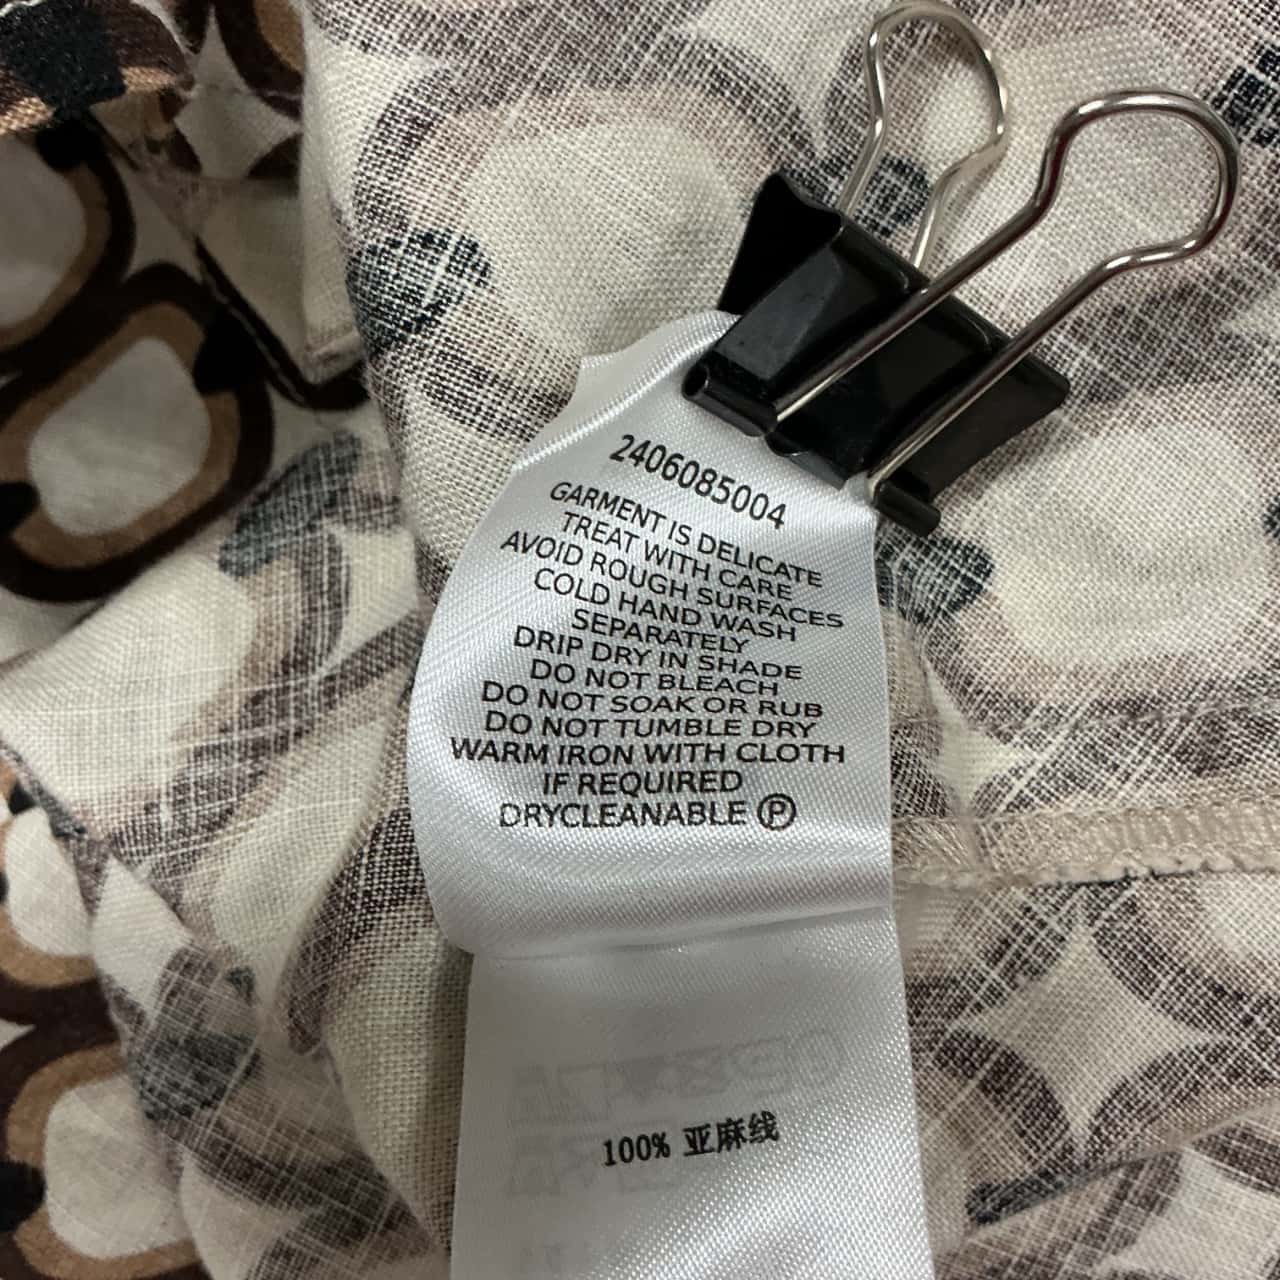 2406085004
GARMENT IS DELICATE
TREAT WITH CARE
AVOID ROUGH SURFACES
COLD HAND WASH
SEPARATELY
DRIP DRY IN SHADE
DO NOT BLEACH
DO NOT SOAK OR RUB
DO NOT TUMBLE DRY
WARM IRON WITH CLOTH
IF REQUIRED
DRYCLEANABLE Ⓟ
100% 亚麻线